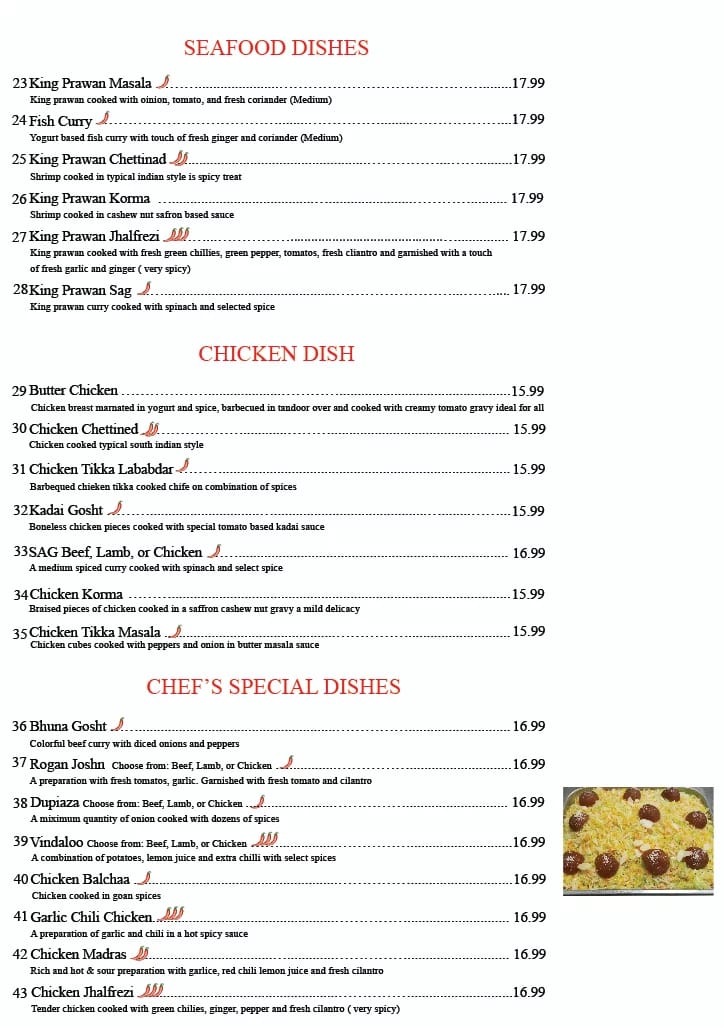 SEAFOOD DISHES
23 King Prawan Masala 17.99
King prawan cooked with oinion, tomato, and fresh coriander (Medium)
24 Fish Curry 17.99
Yogurt based fish curry with touch of fresh ginger and coriander (Medium)
25 King Prawan Chettinad 17.99
Shrimp cooked in typical indian style is spicy treat
26 King Prawan Korma 17.99
Shrimp cooked in cashew nut safron based sauce
27 King Prawan Jhalfrezi 17.99
King prawan cooked with fresh green chillies, green pepper, tomatos, fresh cliantro and garnished with a touch
of fresh garlic and ginger ( very spicy)
28 King Prawan Sag 17.99
King prawan curry cooked with spinach and selected spice
CHICKEN DISH
29 Butter Chicken 15.99
Chicken breast marnated in yogurt and spice, barbecued in tandoor over and cooked with creamy tomato gravy ideal for all
30 Chicken Chettined 15.99
Chicken cooked typical south indian style
31 Chicken Tikka Lababdar 15.99
Barbequed chieken tikka cooked chife on combination of spices
32 Kadai Gosht 15.99
Boneless chicken pieces cooked with special tomato based kadai sauce
33 SAG Beef, Lamb, or Chicken 16.99
A medium spiced curry cooked with spinach and select spice
34 Chicken Korma 15.99
Braised pieces of chicken cooked in a saffron cashew nut gravy a mild delicacy
35 Chicken Tikka Masala 15.99
Chicken cubes cooked with peppers and onion in butter masala sauce
CHEF'S SPECIAL DISHES
36 Bhuna Gosht 16.99
Colorful beef curry with diced onions and peppers
37 Rogan Joshn Choose from: Beef, Lamb, or Chicken 16.99
A preparation with fresh tomatos, garlic. Garnished with fresh tomato and cilantro
38 Dupiaza Choose from: Beef, Lamb, or Chicken 16.99
A miximum quantity of onion cooked with dozens of spices
39 Vindaloo Choose from: Beef, Lamb, or Chicken 16.99
A combination of potatoes, lemon juice and extra chilli with select spices
40 Chicken Balchaa 16.99
Chicken cooked in goan spices
41 Garlic Chili Chicken 16.99
A preparation of garlic and chili in a hot spicy sauce
42 Chicken Madras 16.99
Rich and hot & sour preparation with garlice, red chili lemon juice and fresh cilantro
43 Chicken Jhalfrezi 16.99
Tender chicken cooked with green chilies, ginger, pepper and fresh cilantro ( very spicy)